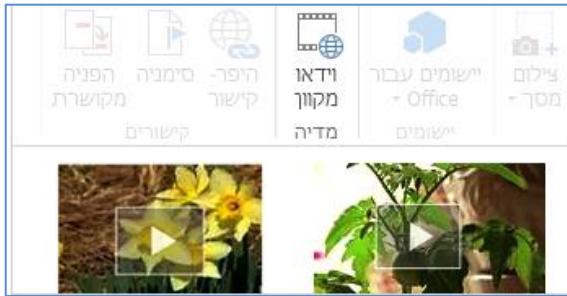 צילום
מסך
יישומים עבור
Office
יישומים
וידאו
מקוון
מדיה
היפר-
קישור
סימניה
הפניה
מקושרת
קישורים